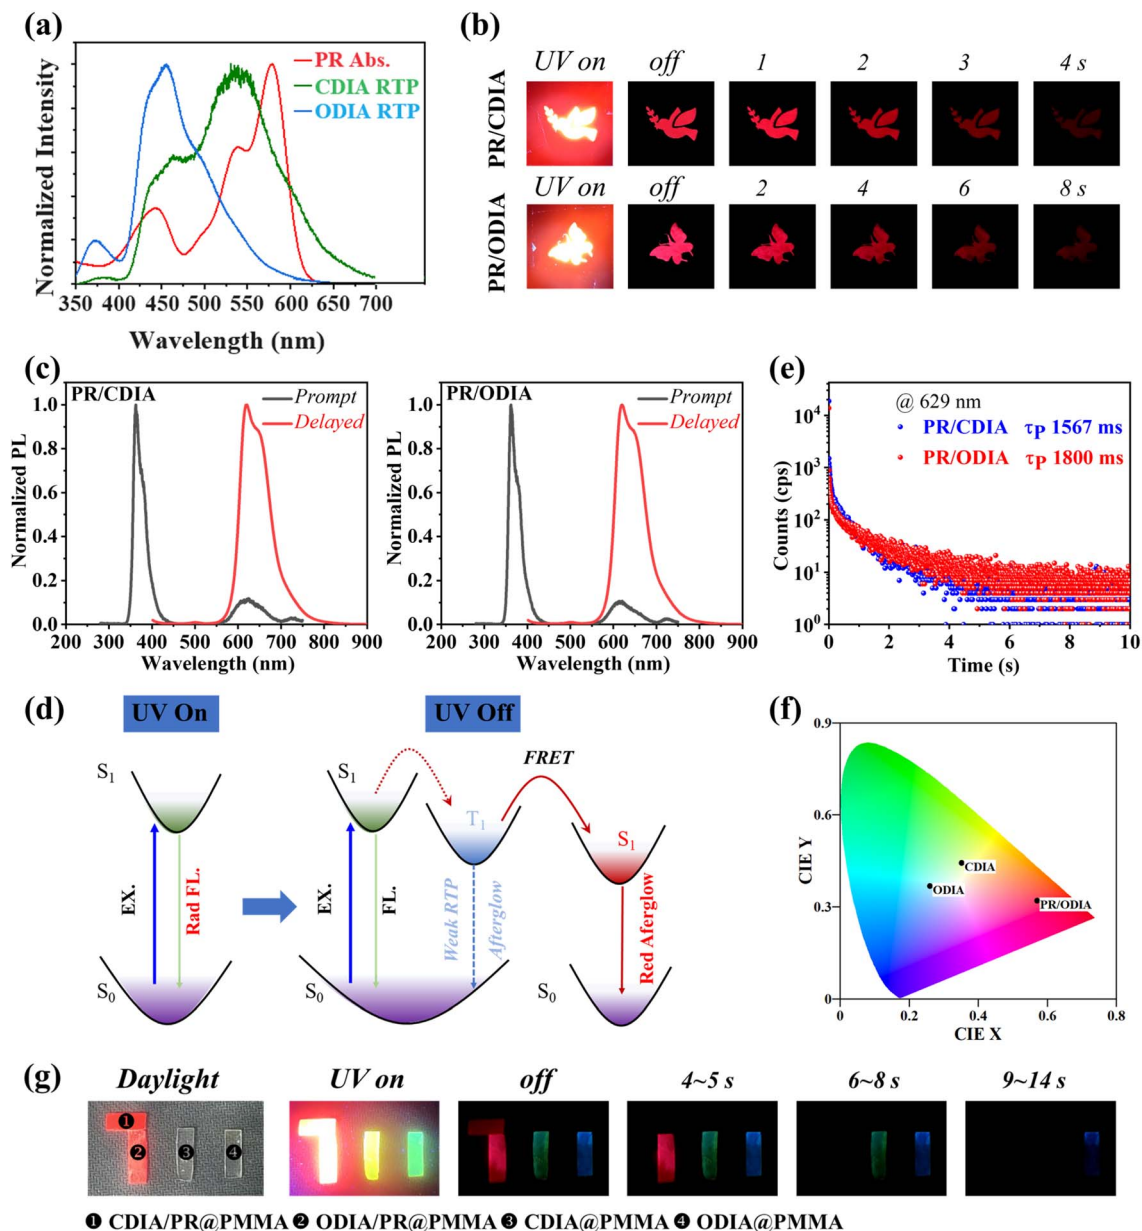 (a)
PR Abs.
CDIA RTP
ODIA RTP
Normalized Intensity
350 400 450 500 550 600 650 700
Wavelength (nm)
(b)
UV on off 1 2 3 4 s
PR/CDIA
UV on off 2 4 6 8 s
PR/ODIA
(c)
PR/CDIA
Prompt
Delayed
Normalized PL
1.0
0.8
0.6
0.4
0.2
0.0
200 300 400 500 600 700 800 900
Wavelength (nm)
PR/ODIA
Prompt
Delayed
Normalized PL
1.0
0.8
0.6
0.4
0.2
0.0
200 300 400 500 600 700 800 900
Wavelength (nm)
(e)
@ 629 nm
PR/CDIA τP 1567 ms
PR/ODIA τP 1800 ms
Counts (cps)
10⁴
10³
10²
10¹
10⁰
0 2 4 6 8 10
Time (s)
(d)
UV On
UV Off
S1
EX.
Rad FL.
S0
S1
FRET
T1
S1
EX.
FL.
Weak RTP
Afterglow
Red Aferglow
S0
S0
(f)
0.9
0.6
0.3
0
CIE Y
CDIA
ODIA
PR/ODIA
0 0.2 0.4 0.6 0.8
CIE X
(g)
Daylight UV on off 4~5 s 6~8 s 9~14 s
❶
❷ ❸ ❹
❶ CDIA/PR@PMMA ❷ ODIA/PR@PMMA ❸ CDIA@PMMA ❹ ODIA@PMMA